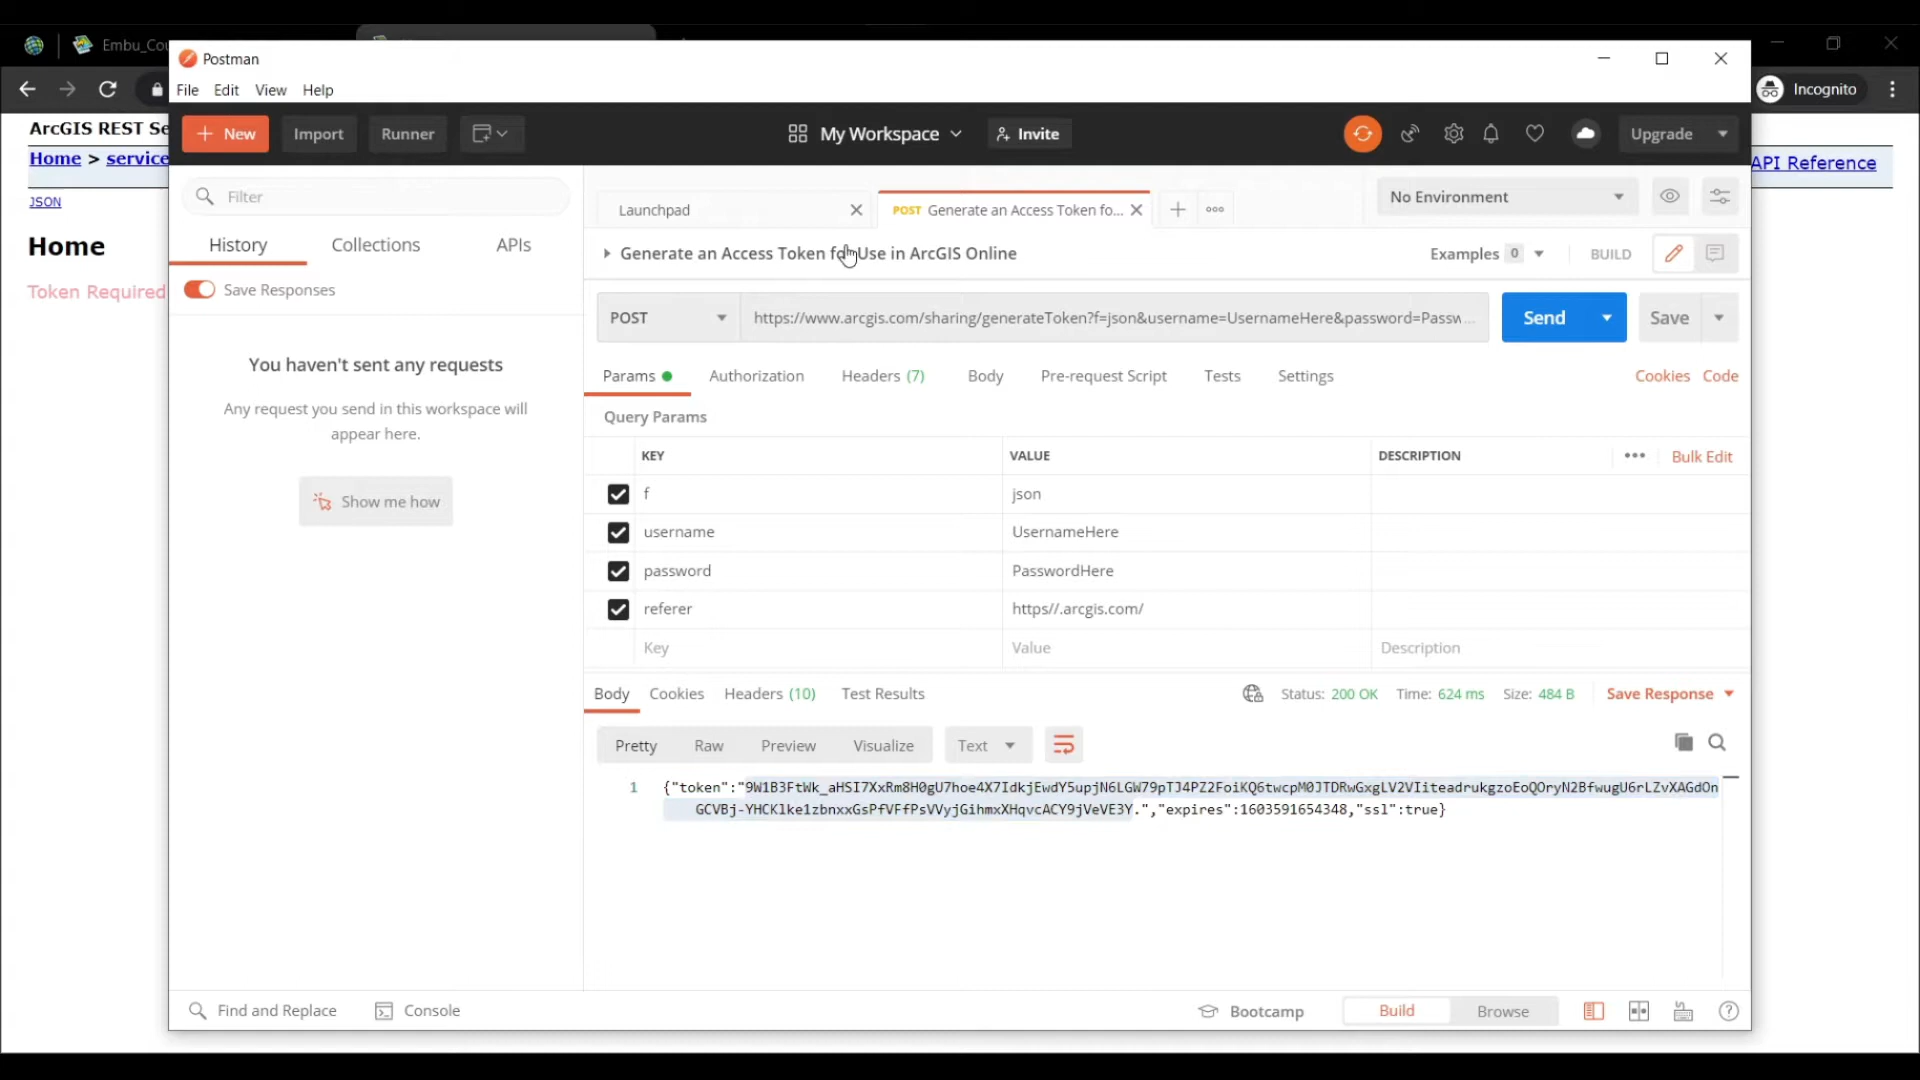 Embu_Cou
Postman
Incognito
File Edit View Help
ArcGIS REST Se
New Import Runner My Workspace Invite Upgrade
Home > service
API Reference
JSON
Filter
Launchpad POST Generate an Access Token fo... No Environment
Home
History Collections APIs
Generate an Access Token for Use in ArcGIS Online Examples 0 BUILD
Token Required
Save Responses
POST https://www.arcgis.com/sharing/generateToken?f=json&username=UsernameHere&password=Passw... Send Save
You haven't sent any requests
Any request you send in this workspace will
appear here.
Show me how
Params Authorization Headers (7) Body Pre-request Script Tests Settings Cookies Code
Query Params
KEY VALUE DESCRIPTION ••• Bulk Edit
f json
username UsernameHere
password PasswordHere
referer https//.arcgis.com/
Key Value Description
Body Cookies Headers (10) Test Results Status: 200 OK Time: 624 ms Size: 484 B Save Response
Pretty Raw Preview Visualize Text
1 {"token":"9W1B3FtWk_aHSI7XxRm8H0gU7hoe4X7IdkjEwdY5upjN6LGW79pTJ4PZ2FoiKQ6twcpM0JTDRwGxgLV2VIiteadrukgzoEoQOryN2BfwugU6rLZvXAGdOn
GCVBj-YHCKlke1zbnxxGsPfVFfPsVVyjGihmxXHqvcACY9jVeVE3Y.","expires":1603591654348,"ssl":true}
Find and Replace Console Bootcamp Build Browse